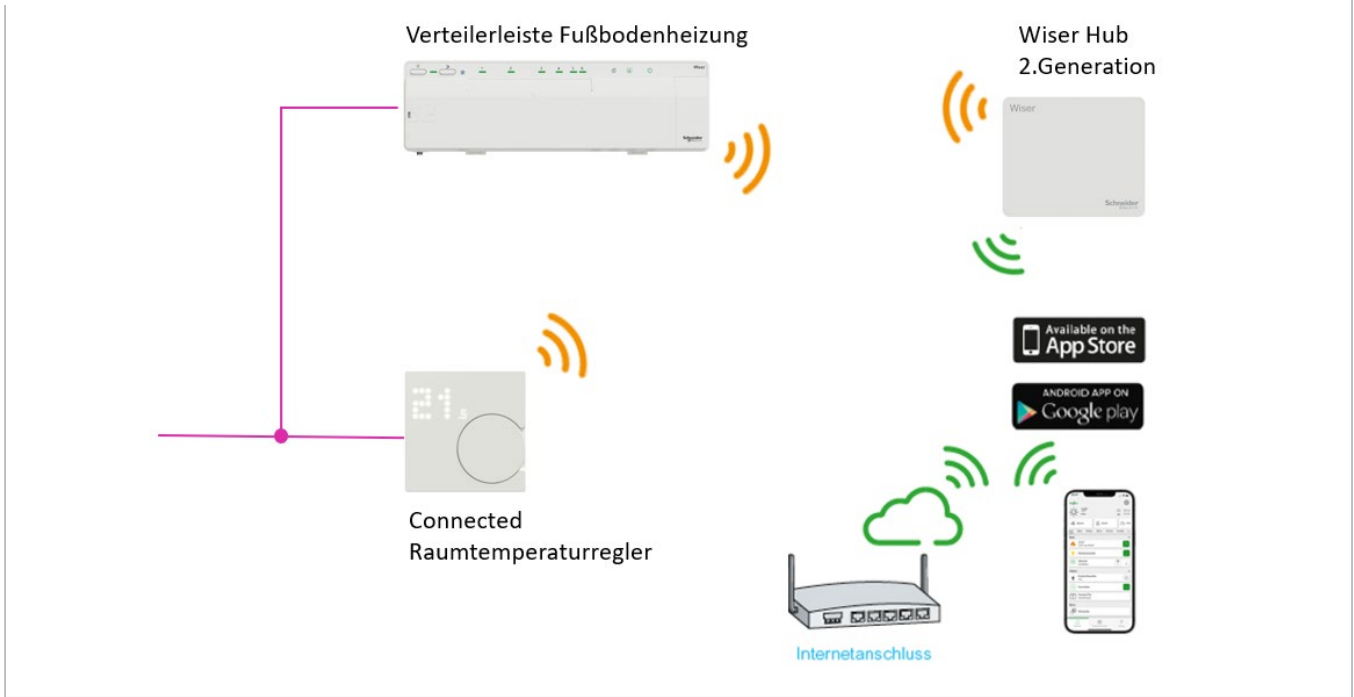 Verteilerleiste Fußbodenheizung
Wiser Hub
2.Generation
Wiser
Schneider
Available on the
App Store
ANDROID APP ON
Google play
21
Connected
Raumtemperaturregler
Internetanschluss